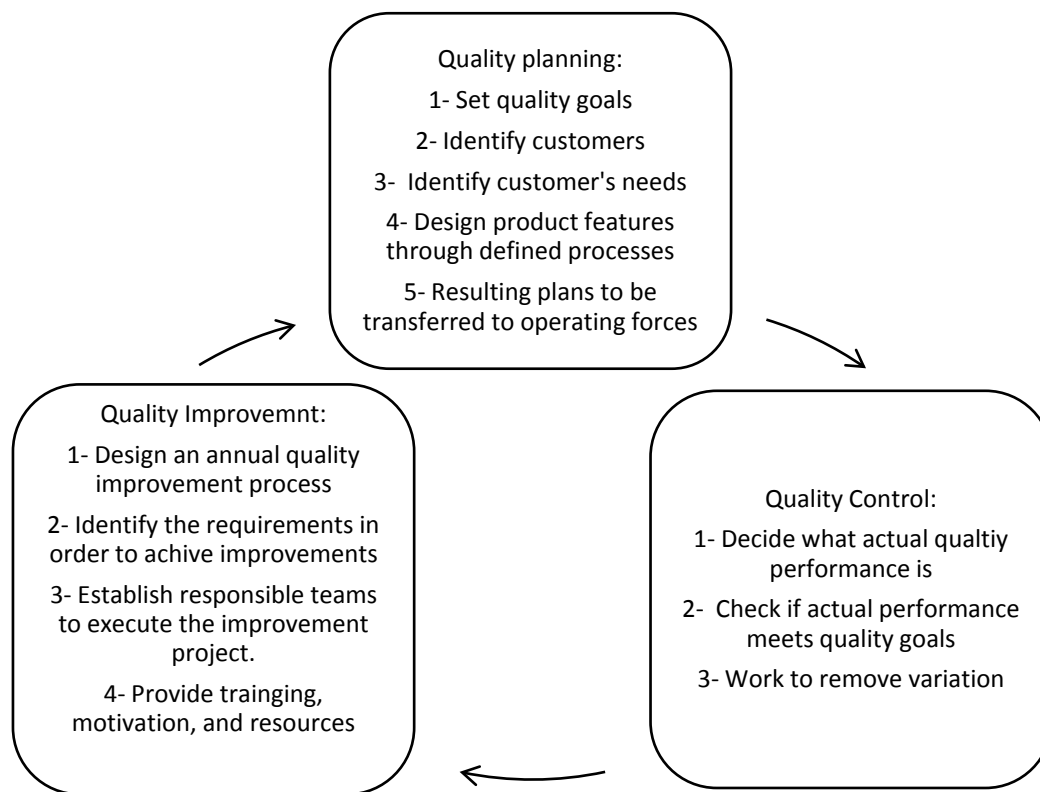 Quality planning:
1- Set quality goals
2- Identify customers
3-  Identify customer's needs
4- Design product features
through defined processes
5- Resulting plans to be
transferred to operating forces
Quality Improvemnt:
1- Design an annual quality
improvement process
2- Identify the requirements in
order to achive improvements
3- Establish responsible teams
to execute the improvement
project.
4- Provide trainging,
motivation, and resources
Quality Control:
1- Decide what actual qualtiy
performance is
2-  Check if actual performance
meets quality goals
3- Work to remove variation